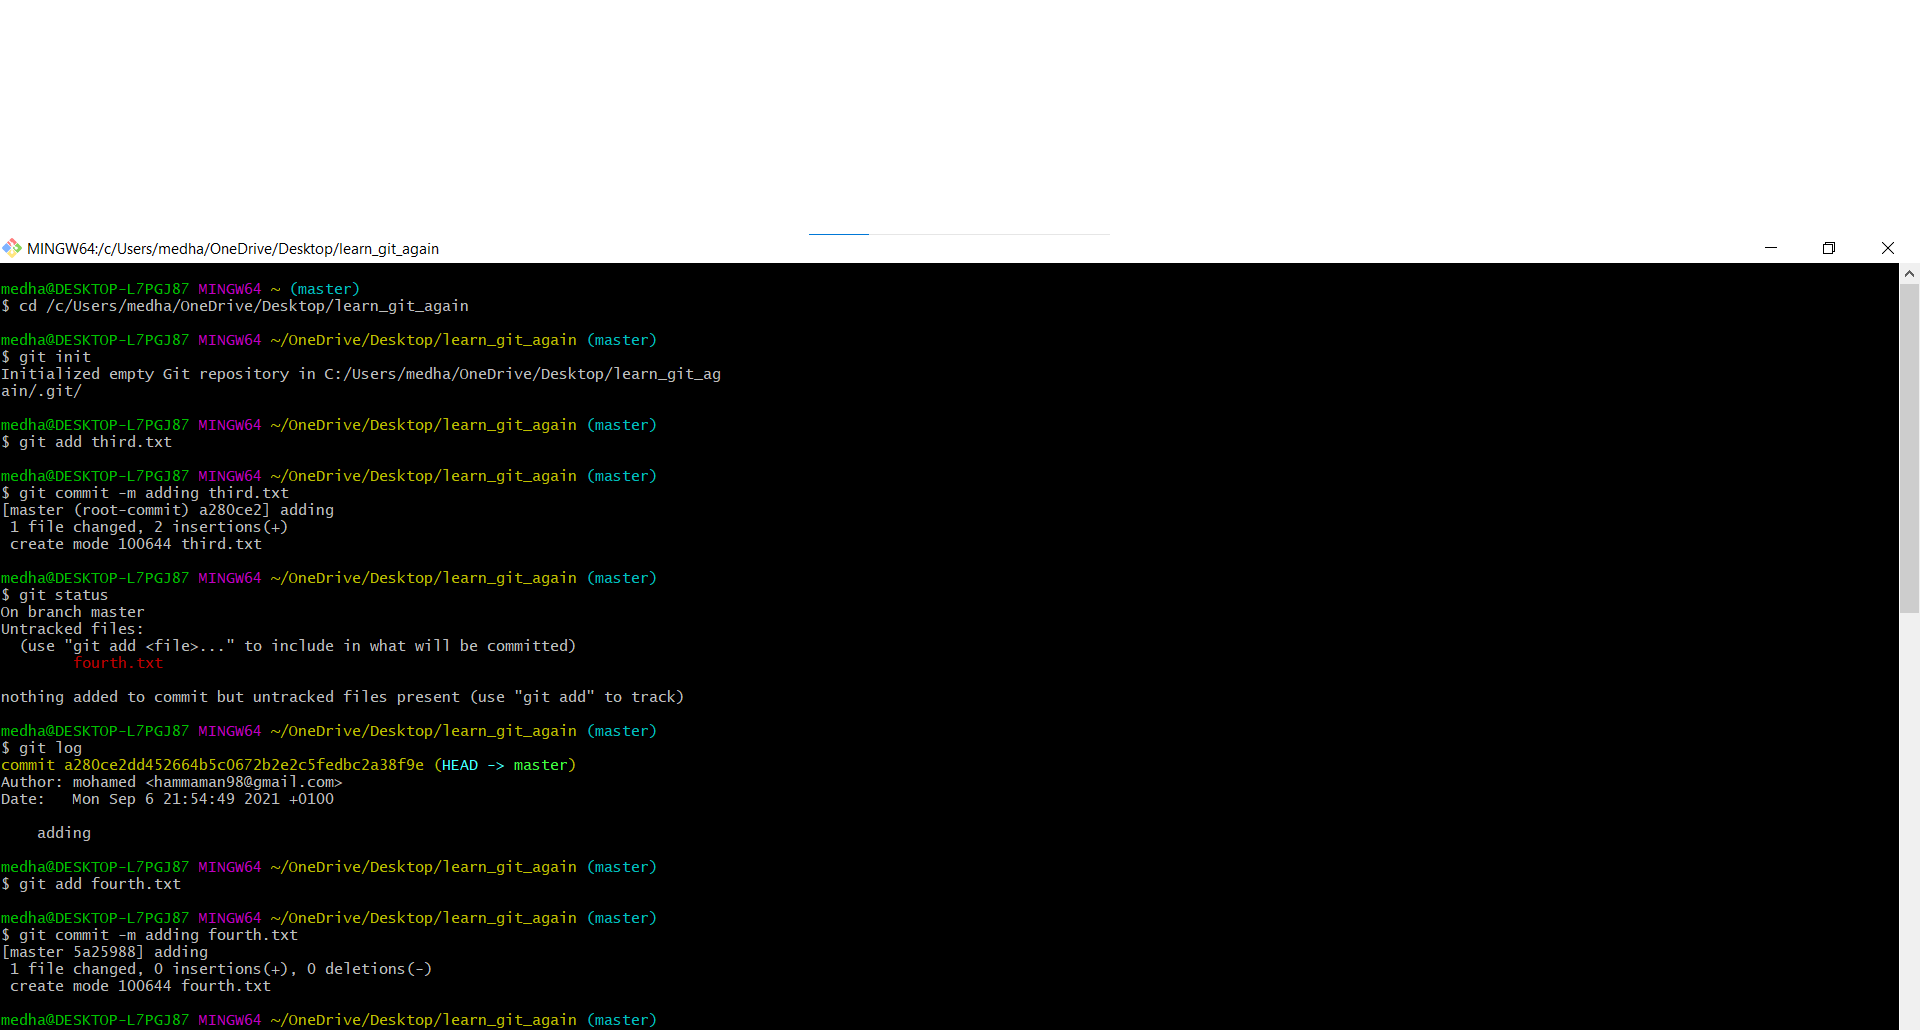 MINGW64:/c/Users/medha/OneDrive/Desktop/learn_git_again
medha@DESKTOP-L7PGJ87 MINGW64 ~ (master)
$ cd /c/Users/medha/OneDrive/Desktop/learn_git_again
medha@DESKTOP-L7PGJ87 MINGW64 ~/OneDrive/Desktop/learn_git_again (master)
$ git init
Initialized empty Git repository in C:/Users/medha/OneDrive/Desktop/learn_git_ag
ain/.git/
medha@DESKTOP-L7PGJ87 MINGW64 ~/OneDrive/Desktop/learn_git_again (master)
$ git add third.txt
medha@DESKTOP-L7PGJ87 MINGW64 ~/OneDrive/Desktop/learn_git_again (master)
$ git commit -m adding third.txt
[master (root-commit) a280ce2] adding
 1 file changed, 2 insertions(+)
 create mode 100644 third.txt
medha@DESKTOP-L7PGJ87 MINGW64 ~/OneDrive/Desktop/learn_git_again (master)
$ git status
On branch master
Untracked files:
  (use "git add <file>..." to include in what will be committed)
        fourth.txt
nothing added to commit but untracked files present (use "git add" to track)
medha@DESKTOP-L7PGJ87 MINGW64 ~/OneDrive/Desktop/learn_git_again (master)
$ git log
commit a280ce2dd452664b5c0672b2e2c5fedbc2a38f9e (HEAD -> master)
Author: mohamed <hammaman98@gmail.com>
Date:   Mon Sep 6 21:54:49 2021 +0100
    adding
medha@DESKTOP-L7PGJ87 MINGW64 ~/OneDrive/Desktop/learn_git_again (master)
$ git add fourth.txt
medha@DESKTOP-L7PGJ87 MINGW64 ~/OneDrive/Desktop/learn_git_again (master)
$ git commit -m adding fourth.txt
[master 5a25988] adding
 1 file changed, 0 insertions(+), 0 deletions(-)
 create mode 100644 fourth.txt
medha@DESKTOP-L7PGJ87 MINGW64 ~/OneDrive/Desktop/learn_git_again (master)